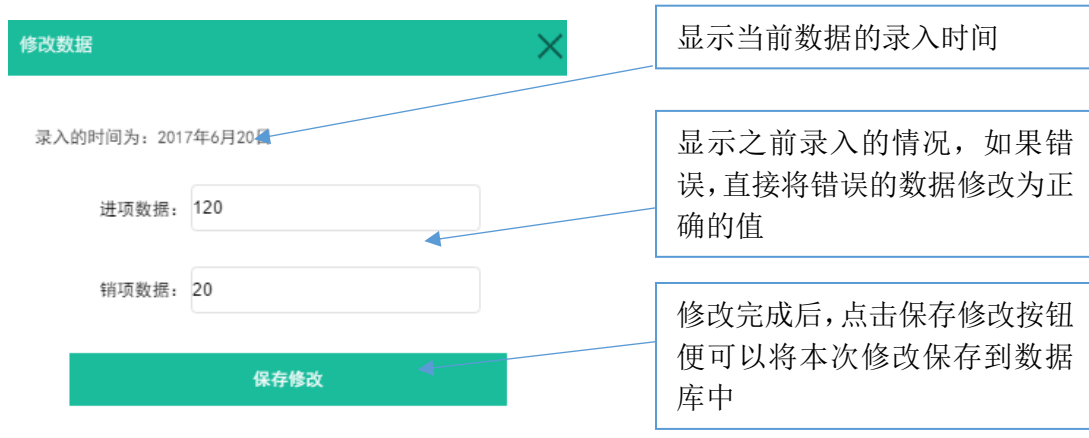 修改数据
显示当前数据的录入时间
录入的时间为：2017年6月20日
显示之前录入的情况，如果错
误，直接将错误的数据修改为正
确的值
进项数据：120
销项数据：20
修改完成后，点击保存修改按钮
便可以将本次修改保存到数据
库中
保存修改